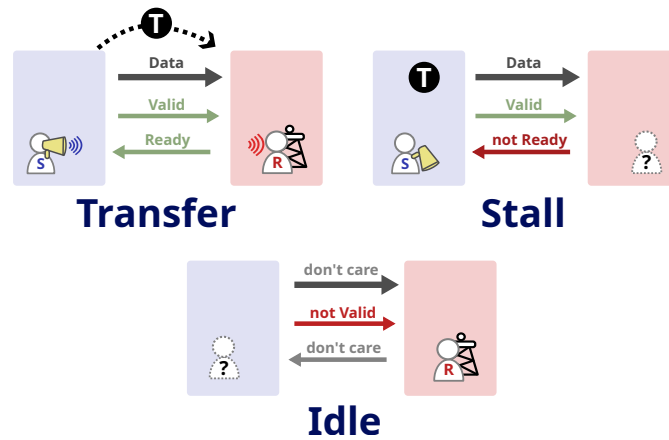 T
Data
Valid
Ready
S
R
Transfer
T
Data
Valid
not Ready
S
?
Stall
don't care
not Valid
don't care
?
R
Idle